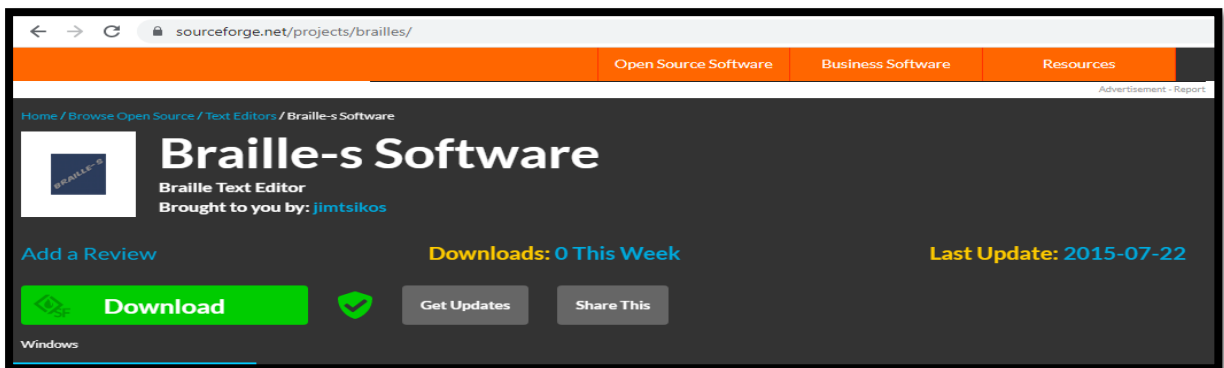 sourceforge.net/projects/brailles/
Open Source Software Business Software Resources
Advertisement - Report
Home / Browse Open Source / Text Editors / Braille-s Software
BRAILLE-S
Braille-s Software
Braille Text Editor
Brought to you by: jimtsikos
Add a Review Downloads: 0 This Week Last Update: 2015-07-22
SF Download Get Updates Share This
Windows